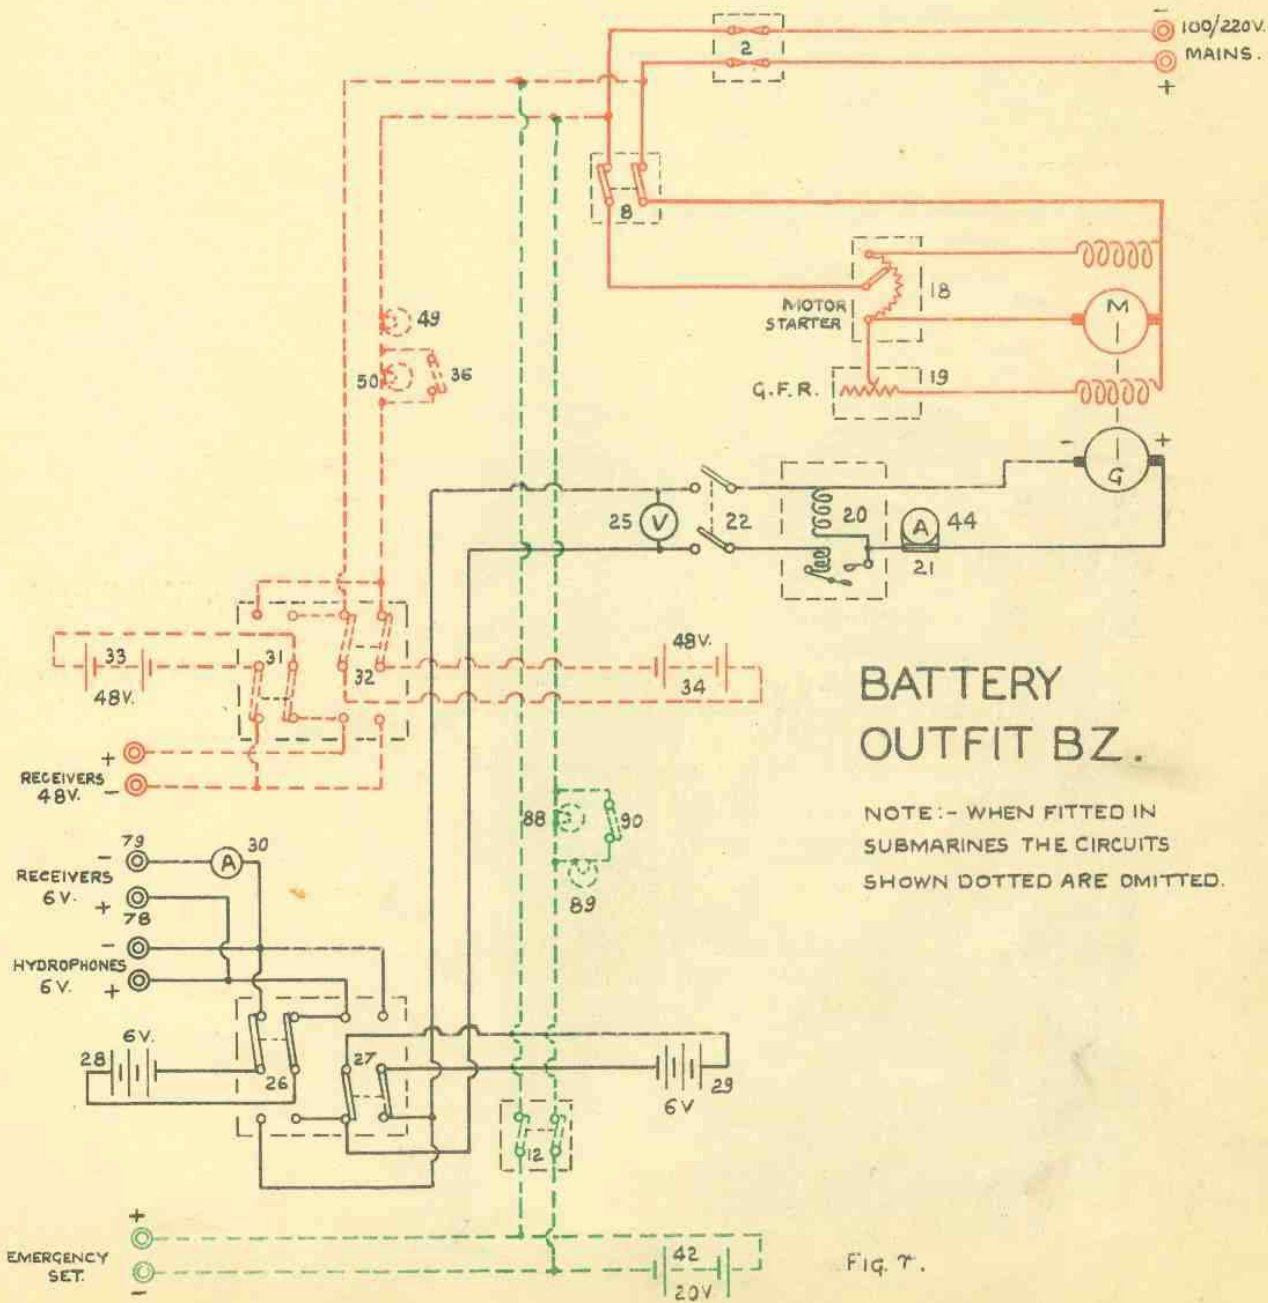 -
100/220V.
MAINS.
+
2
8
MOTOR
STARTER
18
M
G.F.R.
19
49
50
36
-
+
G
25
V
22
20
A
44
21
33
48V.
31
32
48V.
34
+
RECEIVERS
48V.
-
BATTERY
OUTFIT BZ.
NOTE:- WHEN FITTED IN
SUBMARINES THE CIRCUITS
SHOWN DOTTED ARE OMITTED.
88
90
89
79
A
30
-
RECEIVERS
6V.
+
78
-
HYDROPHONES
6V.
+
28
6V.
26
27
29
6V
12
+
EMERGENCY
SET.
-
42
20V
Fig. 7.